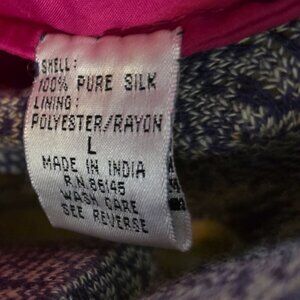 SHELL:
100% PURE SILK
LINING:
POLYESTER/RAYON
L
MADE IN INDIA
R.N.86145
WASH CARE
SEE REVERSE